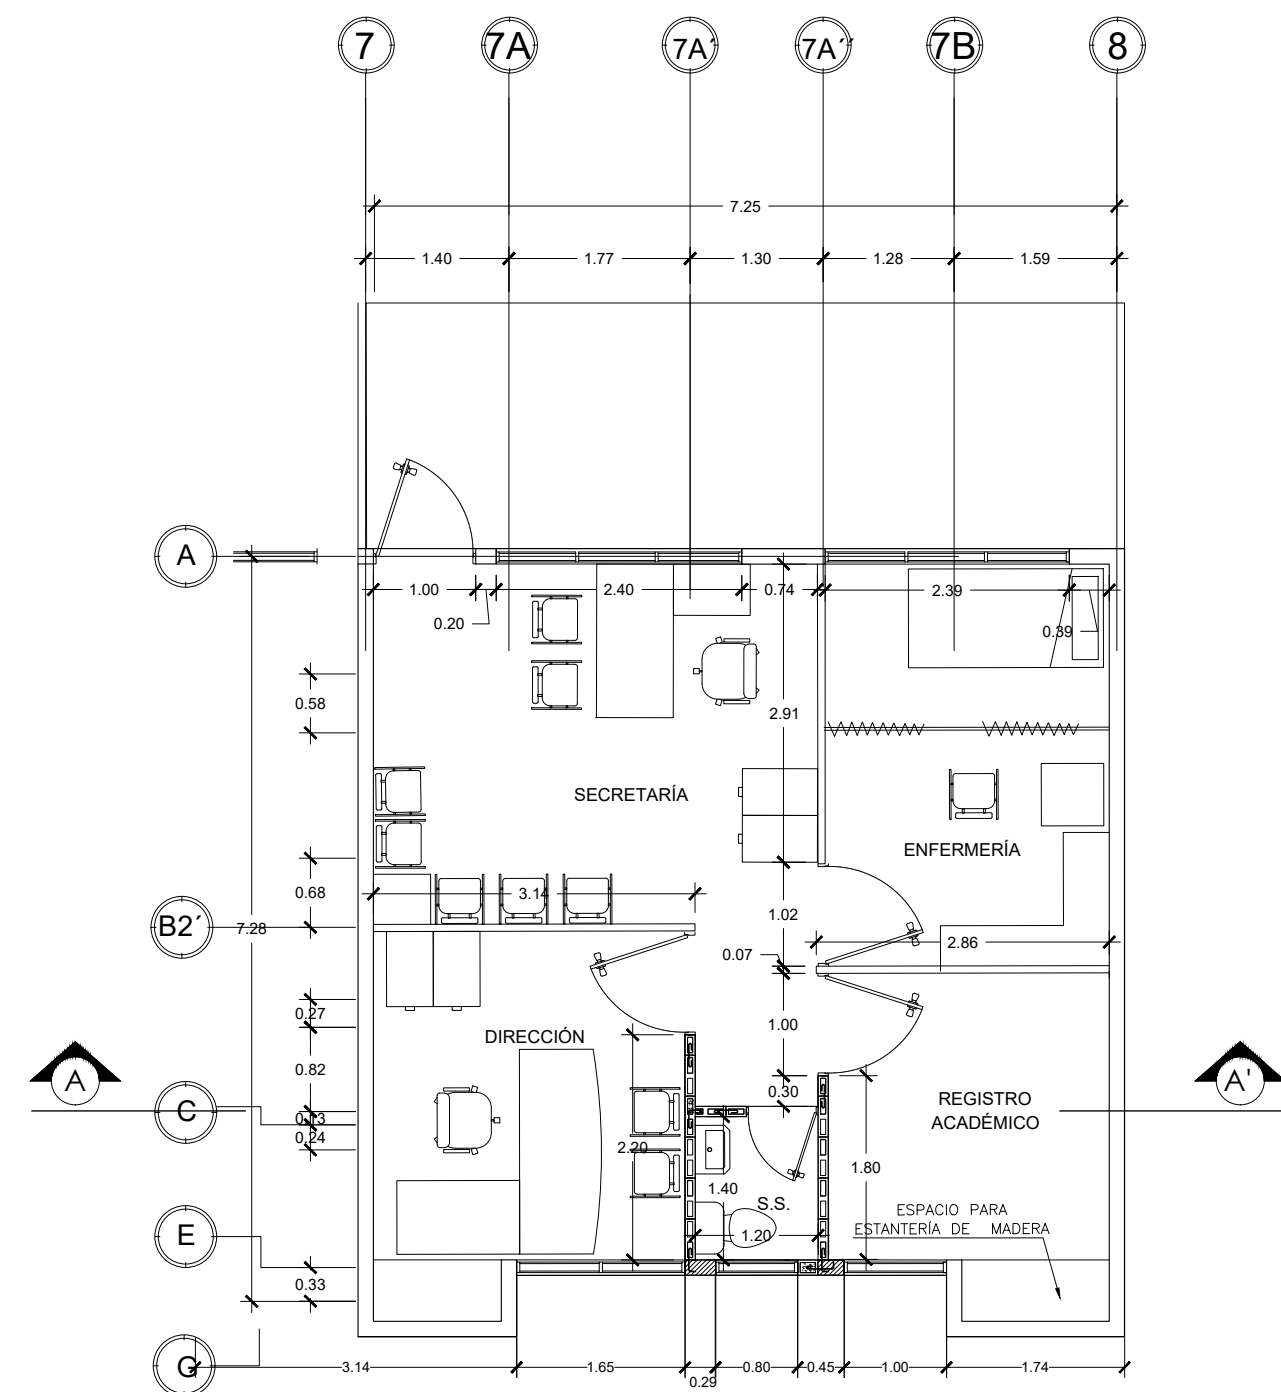 7
7A
7A´
7A´´
7B
8
7.25
1.40
1.77
1.30
1.28
1.59
A
1.00
2.40
0.74
2.39
0.20
0.39
0.58
2.91
SECRETARÍA
ENFERMERÍA
0.68
3.14
1.02
B2´
7.28
2.86
0.07
0.27
1.00
DIRECCIÓN
0.82
A
A'
0.30
REGISTRO
ACADÉMICO
C
0.13
0.24
2.20
1.80
1.40
S.S.
ESPACIO PARA
ESTANTERÍA DE MADERA
E
1.20
0.33
G
3.14
1.65
0.29
0.80
0.45
1.00
1.74